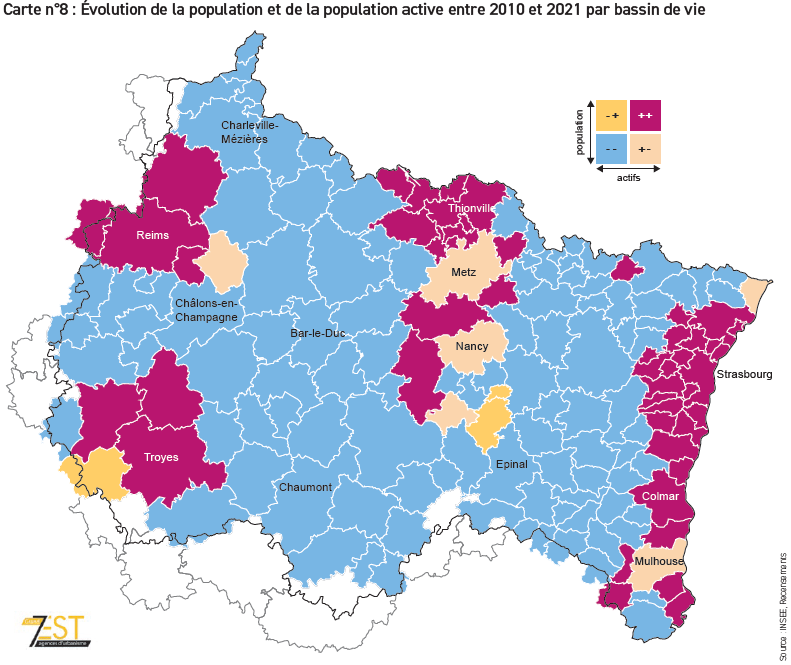 Carte n°8 : Évolution de la population et de la population active entre 2010 et 2021 par bassin de vie
population
- +
+ +
- -
+ -
actifs
Charleville-
Mézières
Thionville
Reims
Metz
Châlons-en-
Champagne
Bar-le-Duc
Nancy
Strasbourg
Troyes
Epinal
Chaumont
Colmar
Mulhouse
7EST
agences d'urbanisme
Source : INSEE, Recensements